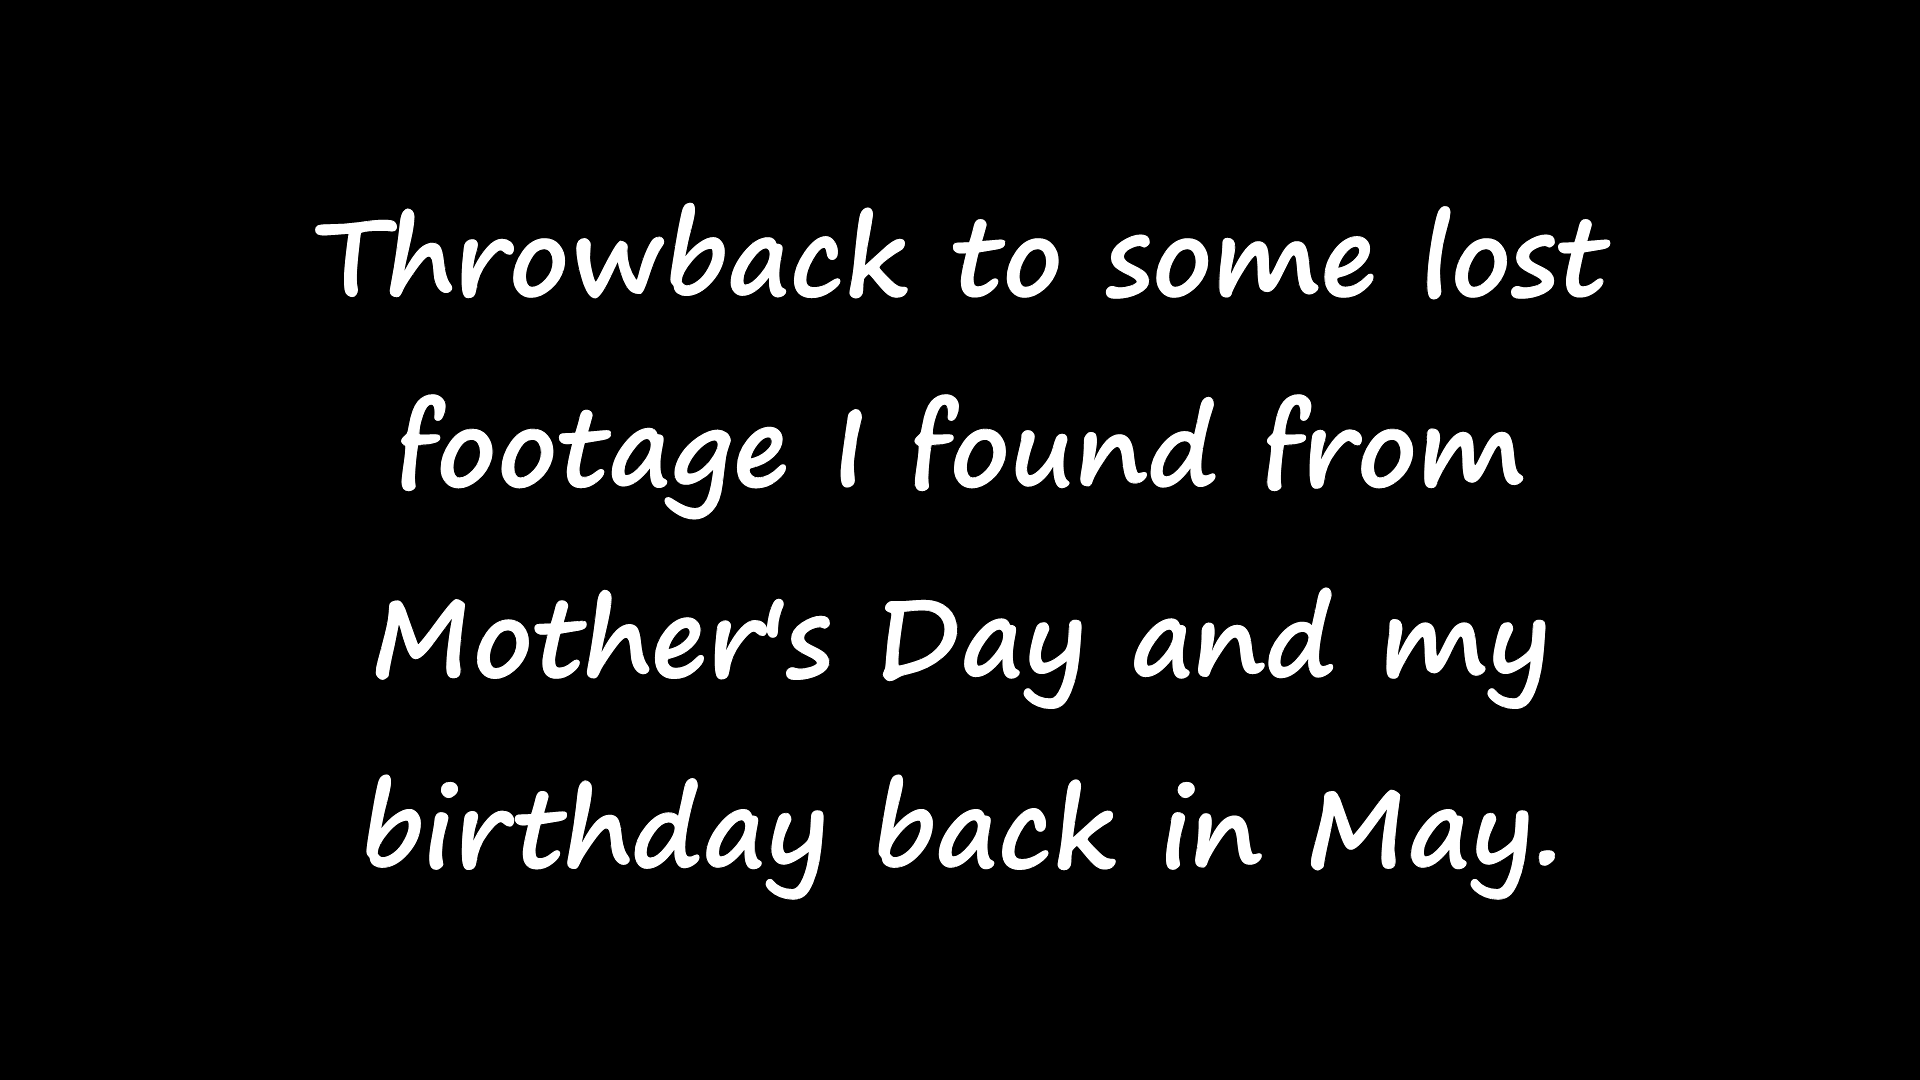 Throwback to some lost
footage I found from
Mother's Day and my
birthday back in May.